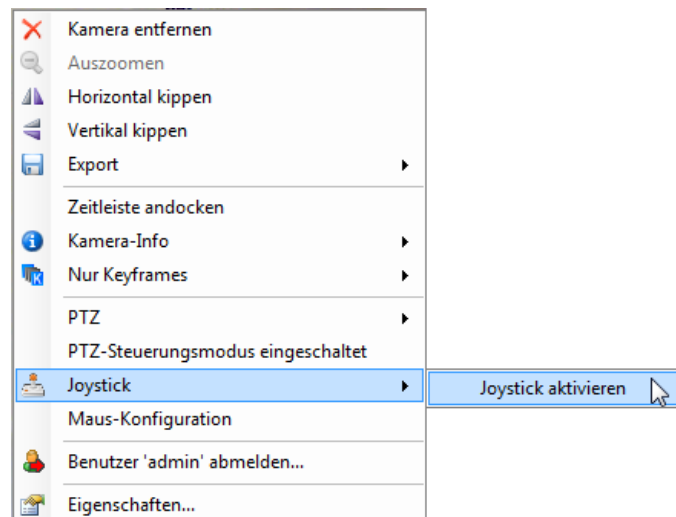 Kamera entfernen
Auszoomen
Horizontal kippen
Vertikal kippen
Export
Zeitleiste andocken
Kamera-Info
Nur Keyframes
PTZ
PTZ-Steuerungsmodus eingeschaltet
Joystick
Joystick aktivieren
Maus-Konfiguration
Benutzer 'admin' abmelden...
Eigenschaften...